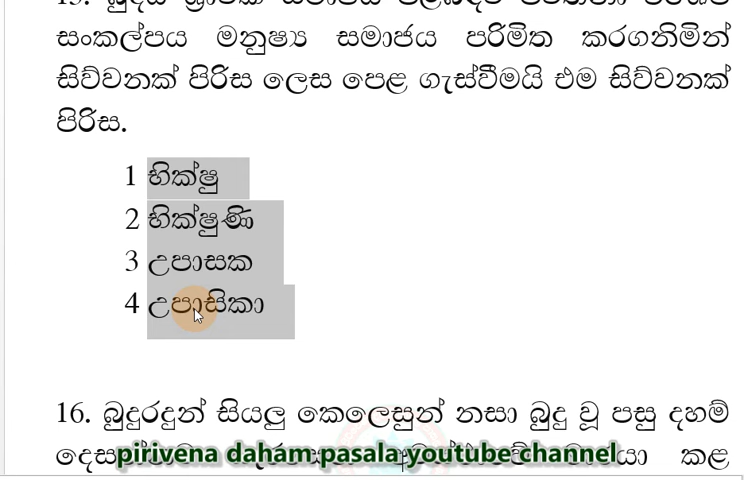 සංකල්පය මනුෂ්‍ය සමාජය පරිමිත කරගනිමින්
සිව්වනක් පිරිස ලෙස පෙළ ගැස්වීමයි එම සිව්වනක්
පිරිස.
1 භික්ෂු
2 භික්ෂුණි
3 උපාසක
4 උපාසිකා
16. බුදුරදුන් සියලු කෙලෙසුන් නසා බුදු වූ පසු දහම්
pirivena daham pasala youtube channel
කළ